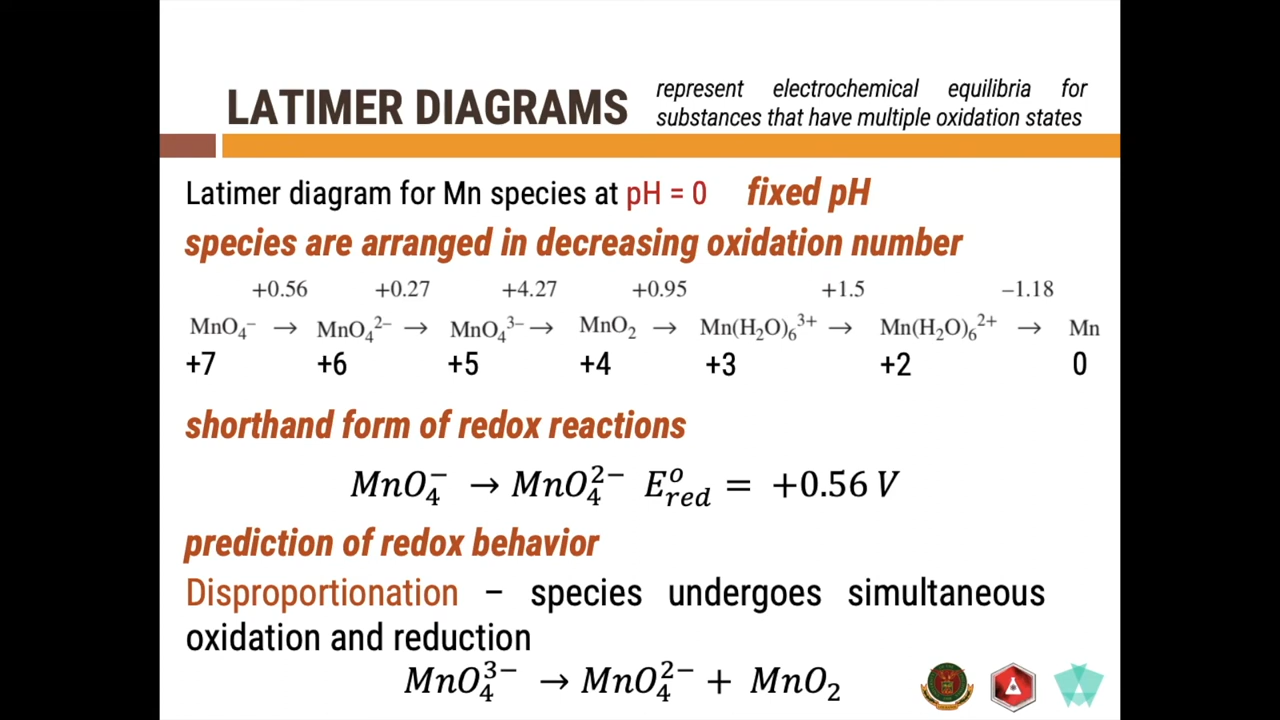 LATIMER DIAGRAMS
represent electrochemical equilibria for
substances that have multiple oxidation states
Latimer diagram for Mn species at pH = 0 fixed pH
species are arranged in decreasing oxidation number
+0.56 +0.27 +4.27 +0.95 +1.5 –1.18
MnO₄⁻ → MnO₄²⁻ → MnO₄³⁻ → MnO₂ → Mn(H₂O)₆³⁺ → Mn(H₂O)₆²⁺ → Mn
+7 +6 +5 +4 +3 +2 0
shorthand form of redox reactions
MnO₄⁻ → MnO₄²⁻ E°red = +0.56 V
prediction of redox behavior
Disproportionation – species undergoes simultaneous
oxidation and reduction
MnO₄³⁻ → MnO₄²⁻ + MnO₂